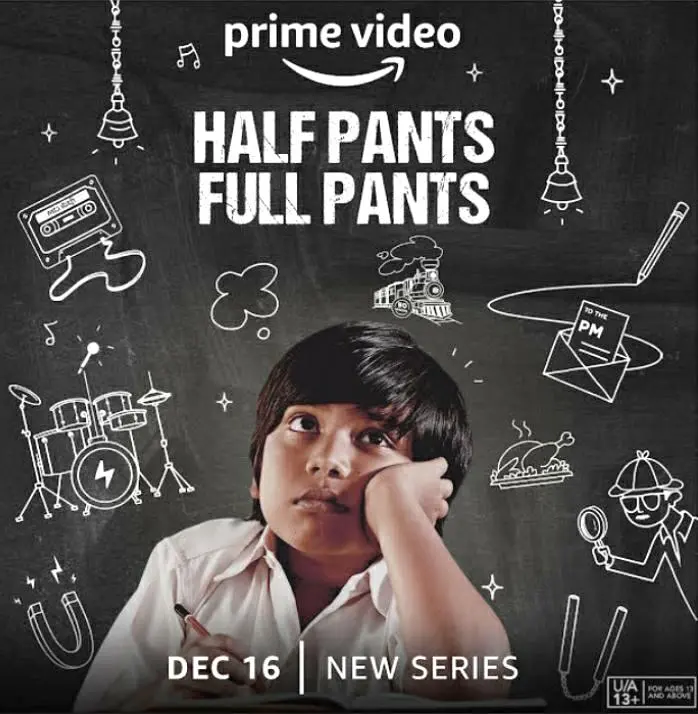 prime video
HALF PANTS
FULL PANTS
TO THE
PM
DEC 16 | NEW SERIES
U/A
13+
FOR AGES 13
AND ABOVE